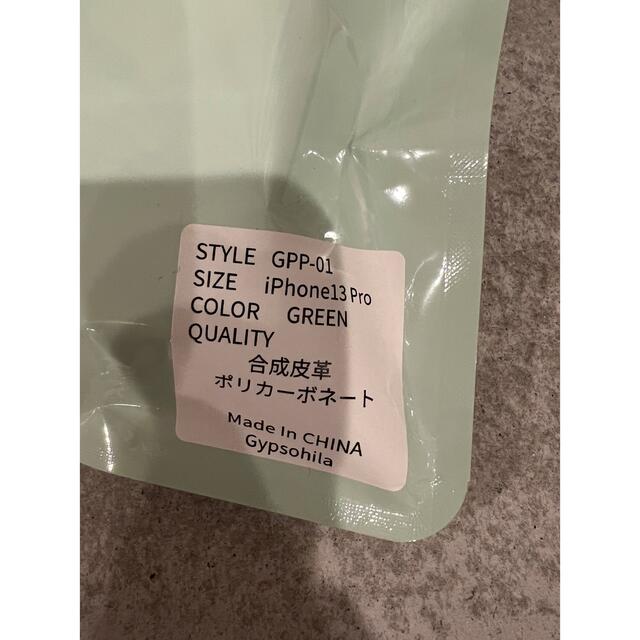 STYLE GPP-01
SIZE iPhone13 Pro
COLOR GREEN
QUALITY
合成皮革
ポリカーボネート
Made In CHINA
Gypsohila